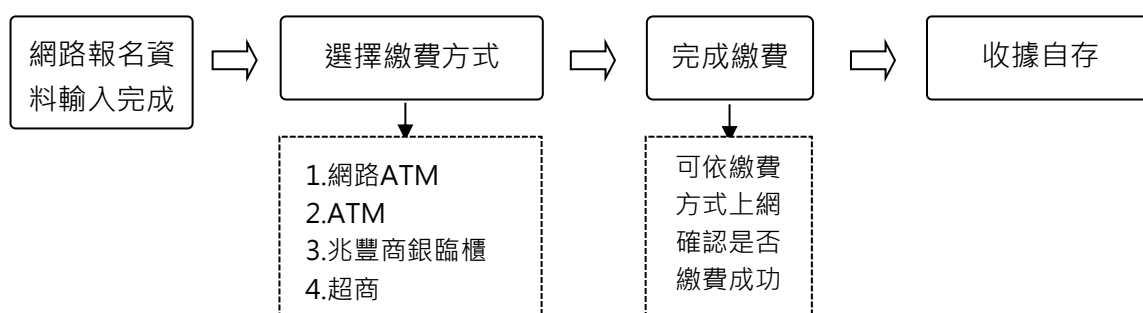 網路報名資
料輸入完成
選擇繳費方式
完成繳費
收據自存
1.網路ATM
2.ATM
3.兆豐商銀臨櫃
4.超商
可依繳費
方式上網
確認是否
繳費成功